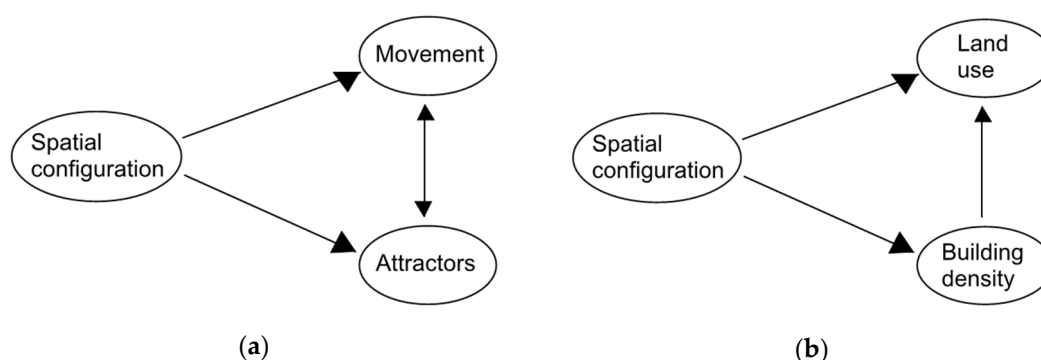 Movement
Spatial
configuration
Attractors
(a)
Land
use
Spatial
configuration
Building
density
(b)